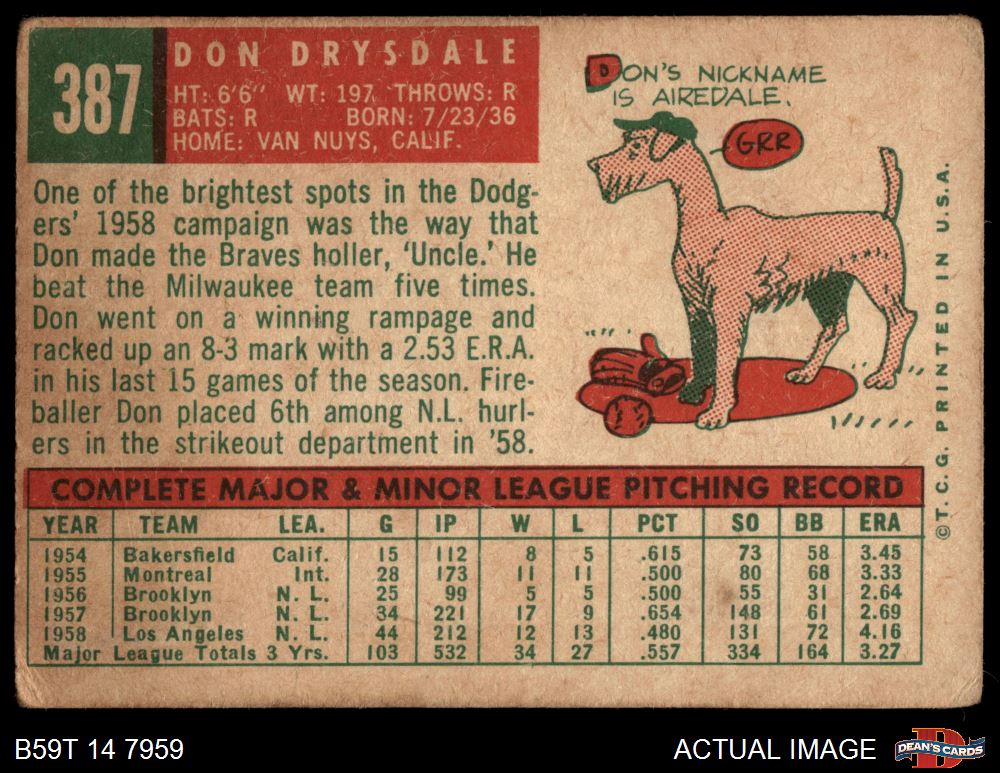 387
DON DRYSDALE
HT: 6'6" WT: 197 THROWS: R
BATS: R BORN: 7/23/36
HOME: VAN NUYS, CALIF.
One of the brightest spots in the Dodg-
ers' 1958 campaign was the way that
Don made the Braves holler, 'Uncle.' He
beat the Milwaukee team five times.
Don went on a winning rampage and
racked up an 8-3 mark with a 2.53 E.R.A.
in his last 15 games of the season. Fire-
baller Don placed 6th among N.L. hurl-
ers in the strikeout department in '58.
DON'S NICKNAME
IS AIREDALE.
GRR
COMPLETE MAJOR & MINOR LEAGUE PITCHING RECORD
YEAR TEAM LEA. G IP W L PCT SO BB ERA
1954 Bakersfield Calif. 15 112 8 5 .615 73 58 3.45
1955 Montreal Int. 28 173 11 11 .500 80 68 3.33
1956 Brooklyn N. L. 25 99 5 5 .500 55 31 2.64
1957 Brooklyn N. L. 34 221 17 9 .654 148 61 2.69
1958 Los Angeles N. L. 44 212 12 13 .480 131 72 4.16
Major League Totals 3 Yrs. 103 532 34 27 .557 334 164 3.27
© T. C. G. PRINTED IN U. S. A.
B59T 14 7959
ACTUAL IMAGE
D
DEAN'S CARDS